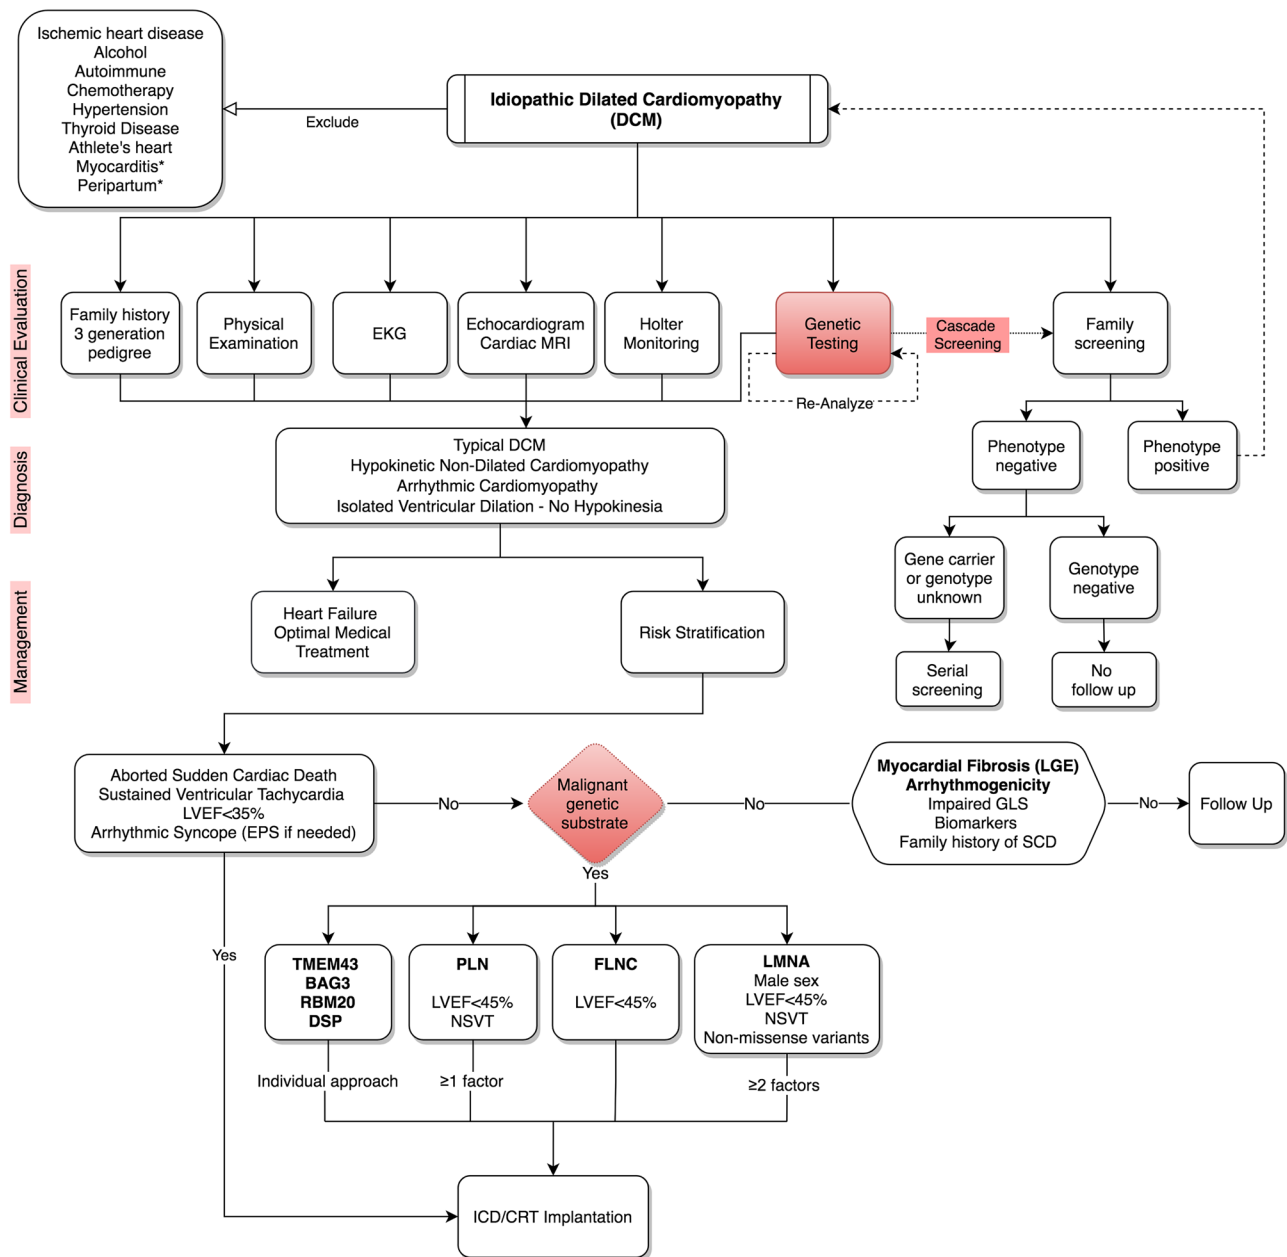 Ischemic heart disease
Alcohol
Autoimmune
Chemotherapy
Hypertension
Thyroid Disease
Athlete's heart
Myocarditis*
Peripartum*
Exclude
Idiopathic Dilated Cardiomyopathy
(DCM)
Clinical Evaluation
Family history
3 generation
pedigree
Physical
Examination
EKG
Echocardiogram
Cardiac MRI
Holter
Monitoring
Genetic
Testing
Cascade
Screening
Family
screening
Re-Analyze
Diagnosis
Typical DCM
Hypokinetic Non-Dilated Cardiomyopathy
Arrhythmic Cardiomyopathy
Isolated Ventricular Dilation - No Hypokinesia
Phenotype
negative
Phenotype
positive
Gene carrier
or genotype
unknown
Genotype
negative
Management
Heart Failure
Optimal Medical
Treatment
Risk Stratification
Serial
screening
No
follow up
Aborted Sudden Cardiac Death
Sustained Ventricular Tachycardia
LVEF<35%
Arrhythmic Syncope (EPS if needed)
No
Malignant
genetic
substrate
No
Myocardial Fibrosis (LGE)
Arrhythmogenicity
Impaired GLS
Biomarkers
Family history of SCD
No
Follow Up
Yes
Yes
TMEM43
BAG3
RBM20
DSP
PLN
LVEF<45%
NSVT
FLNC
LVEF<45%
LMNA
Male sex
LVEF<45%
NSVT
Non-missense variants
Individual approach
≥1 factor
≥2 factors
ICD/CRT Implantation